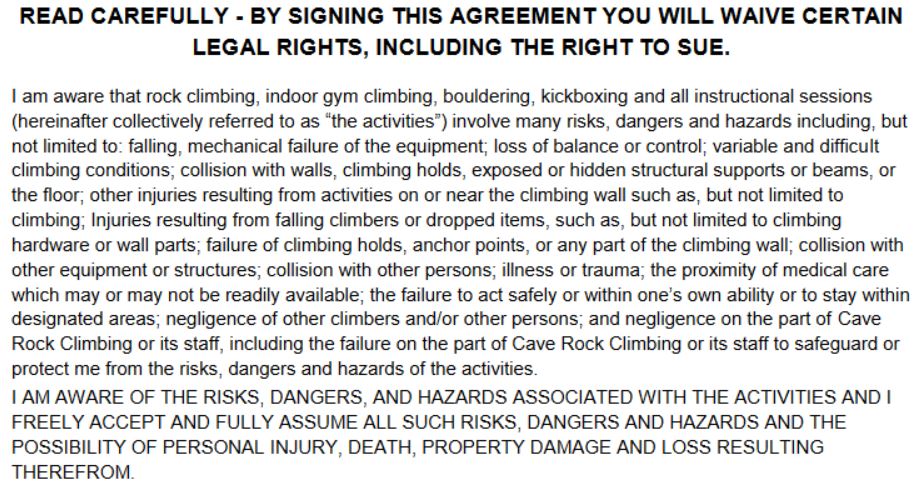 READ CAREFULLY - BY SIGNING THIS AGREEMENT YOU WILL WAIVE CERTAIN
LEGAL RIGHTS, INCLUDING THE RIGHT TO SUE.
I am aware that rock climbing, indoor gym climbing, bouldering, kickboxing and all instructional sessions
(hereinafter collectively referred to as “the activities”) involve many risks, dangers and hazards including, but
not limited to: falling, mechanical failure of the equipment; loss of balance or control; variable and difficult
climbing conditions; collision with walls, climbing holds, exposed or hidden structural supports or beams, or
the floor; other injuries resulting from activities on or near the climbing wall such as, but not limited to
climbing; Injuries resulting from falling climbers or dropped items, such as, but not limited to climbing
hardware or wall parts; failure of climbing holds, anchor points, or any part of the climbing wall; collision with
other equipment or structures; collision with other persons; illness or trauma; the proximity of medical care
which may or may not be readily available; the failure to act safely or within one’s own ability or to stay within
designated areas; negligence of other climbers and/or other persons; and negligence on the part of Cave
Rock Climbing or its staff, including the failure on the part of Cave Rock Climbing or its staff to safeguard or
protect me from the risks, dangers and hazards of the activities.
I AM AWARE OF THE RISKS, DANGERS, AND HAZARDS ASSOCIATED WITH THE ACTIVITIES AND I
FREELY ACCEPT AND FULLY ASSUME ALL SUCH RISKS, DANGERS AND HAZARDS AND THE
POSSIBILITY OF PERSONAL INJURY, DEATH, PROPERTY DAMAGE AND LOSS RESULTING
THEREFROM.